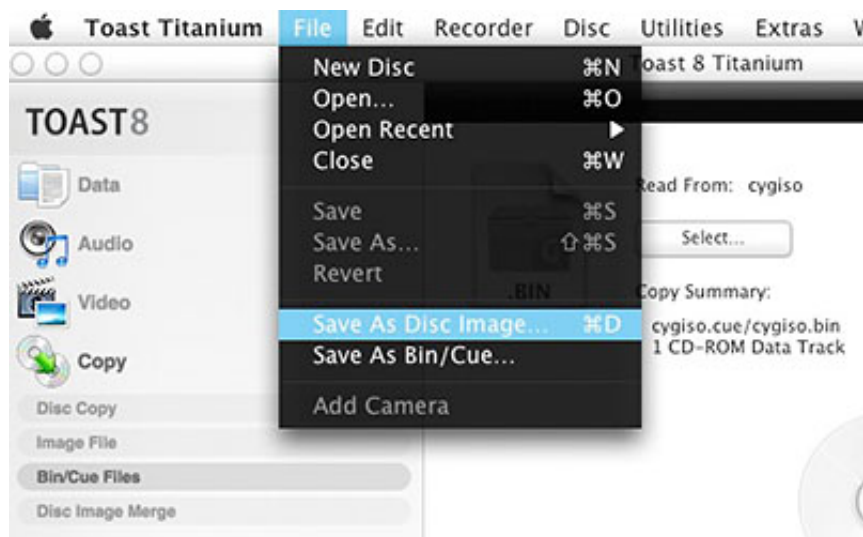 Toast Titanium File Edit Recorder Disc Utilities Extras
Toast 8 Titanium
TOAST 8
Data
Audio
Video
Copy
Disc Copy
Image File
Bin/Cue Files
Disc Image Merge
New Disc ⌘N
Open... ⌘O
Open Recent ▶
Close ⌘W
Save ⌘S
Save As... ⇧⌘S
Revert
Save As Disc Image... ⌘D
Save As Bin/Cue...
Add Camera
.BIN
Read From: cygiso
Select...
Copy Summary:
cygiso.cue/cygiso.bin
1 CD-ROM Data Track